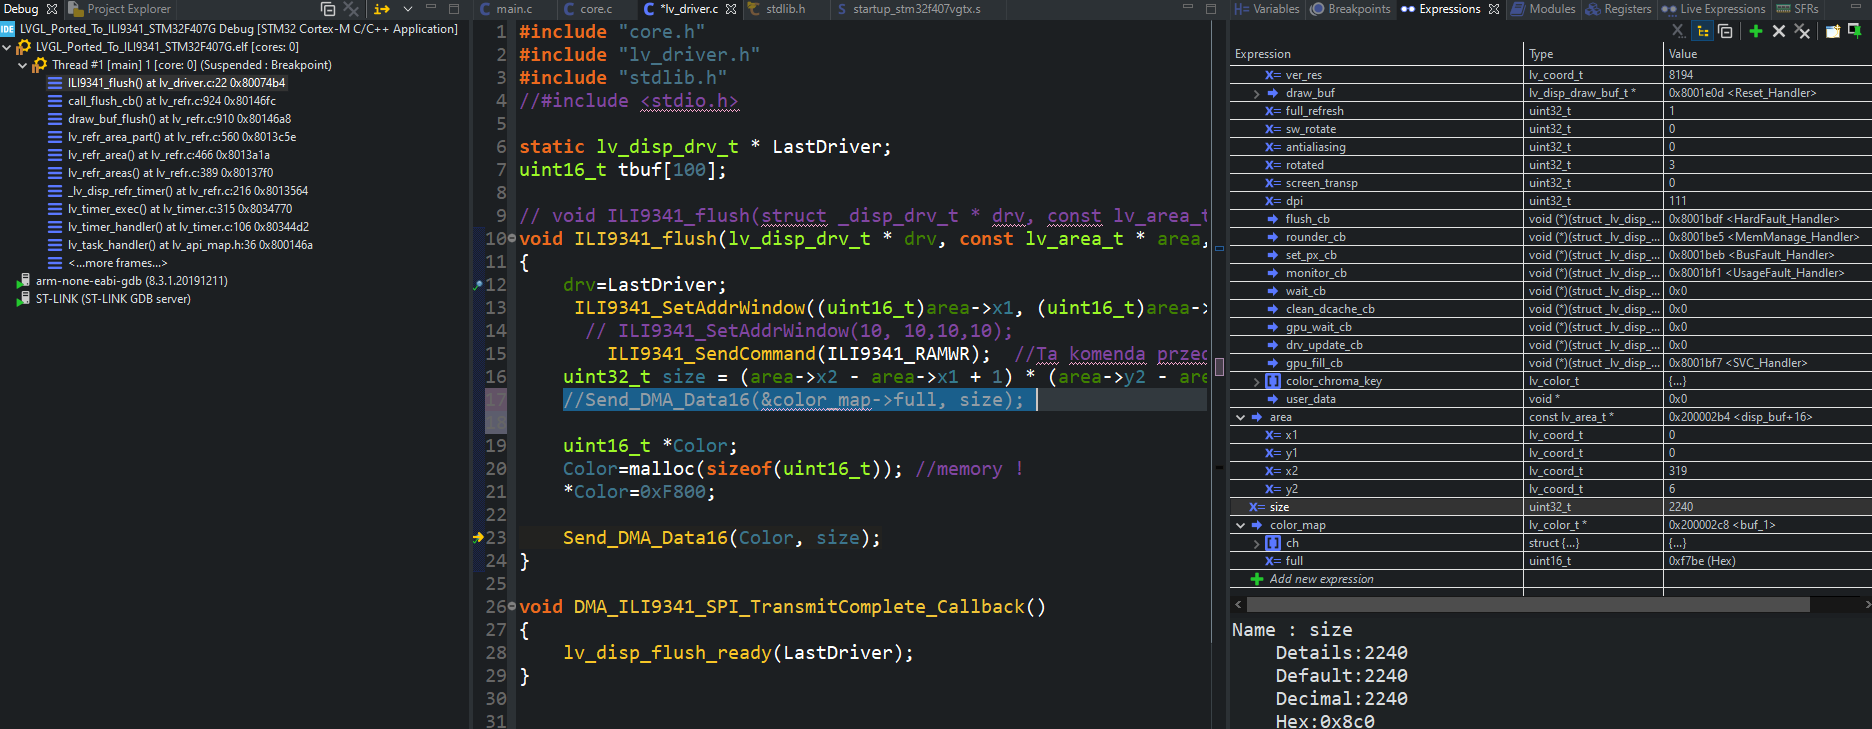 Debug
Project Explorer
LVGL_Ported_To_ILI9341_STM32F407G Debug [STM32 Cortex-M C/C++ Application]
LVGL_Ported_To_ILI9341_STM32F407G.elf [cores: 0]
Thread #1 [main] 1 [core: 0] (Suspended : Breakpoint)
ILI9341_flush() at lv_driver.c:22 0x80074b4
call_flush_cb() at lv_refr.c:924 0x80146fc
draw_buf_flush() at lv_refr.c:910 0x80146a8
lv_refr_area_part() at lv_refr.c:560 0x8013c5e
lv_refr_area() at lv_refr.c:466 0x8013a1a
lv_refr_areas() at lv_refr.c:389 0x80137f0
_lv_disp_refr_timer() at lv_refr.c:216 0x8013564
lv_timer_exec() at lv_timer.c:315 0x8034770
lv_timer_handler() at lv_timer.c:106 0x80344d2
lv_task_handler() at lv_api_map.h:36 0x800146a
<...more frames...>
arm-none-eabi-gdb (8.3.1.20191211)
ST-LINK (ST-LINK GDB server)
main.c
core.c
*lv_driver.c
stdlib.h
startup_stm32f407vgtx.s
1 #include "core.h"
2 #include "lv_driver.h"
3 #include "stdlib.h"
4 //#include <stdio.h>
5
6 static lv_disp_drv_t * LastDriver;
7 uint16_t tbuf[100];
8
9 // void ILI9341_flush(struct _disp_drv_t * drv, const lv_area_t
10 void ILI9341_flush(lv_disp_drv_t * drv, const lv_area_t * area,
11 {
12 drv=LastDriver;
13 ILI9341_SetAddrWindow((uint16_t)area->x1, (uint16_t)area->
14 // ILI9341_SetAddrWindow(10, 10,10,10);
15 ILI9341_SendCommand(ILI9341_RAMWR); //Ta komenda przed
16 uint32_t size = (area->x2 - area->x1 + 1) * (area->y2 - are
17 //Send_DMA_Data16(&color_map->full, size);
18
19 uint16_t *Color;
20 Color=malloc(sizeof(uint16_t)); //memory !
21 *Color=0xF800;
22
23 Send_DMA_Data16(Color, size);
24 }
25
26 void DMA_ILI9341_SPI_TransmitComplete_Callback()
27 {
28 lv_disp_flush_ready(LastDriver);
29 }
30
31
Variables
Breakpoints
Expressions
Modules
Registers
Live Expressions
SFRs
Expression Type Value
ver_res lv_coord_t 8194
draw_buf lv_disp_draw_buf_t * 0x8001e0d <Reset_Handler>
full_refresh uint32_t 1
sw_rotate uint32_t 0
antialiasing uint32_t 0
rotated uint32_t 3
screen_transp uint32_t 0
dpi uint32_t 111
flush_cb void (*)(struct _lv_disp_... 0x8001bdf <HardFault_Handler>
rounder_cb void (*)(struct _lv_disp_... 0x8001be5 <MemManage_Handler>
set_px_cb void (*)(struct _lv_disp_... 0x8001beb <BusFault_Handler>
monitor_cb void (*)(struct _lv_disp_... 0x8001bf1 <UsageFault_Handler>
wait_cb void (*)(struct _lv_disp_... 0x0
clean_dcache_cb void (*)(struct _lv_disp_... 0x0
gpu_wait_cb void (*)(struct _lv_disp_... 0x0
drv_update_cb void (*)(struct _lv_disp_... 0x0
gpu_fill_cb void (*)(struct _lv_disp_... 0x8001bf7 <SVC_Handler>
color_chroma_key lv_color_t {...}
user_data void * 0x0
area const lv_area_t * 0x200002b4 <disp_buf+16>
x1 lv_coord_t 0
y1 lv_coord_t 0
x2 lv_coord_t 319
y2 lv_coord_t 6
size uint32_t 2240
color_map lv_color_t * 0x200002c8 <buf_1>
ch struct {...} {...}
full uint16_t 0xf7be (Hex)
Add new expression
Name : size
Details:2240
Default:2240
Decimal:2240
Hex:0x8c0